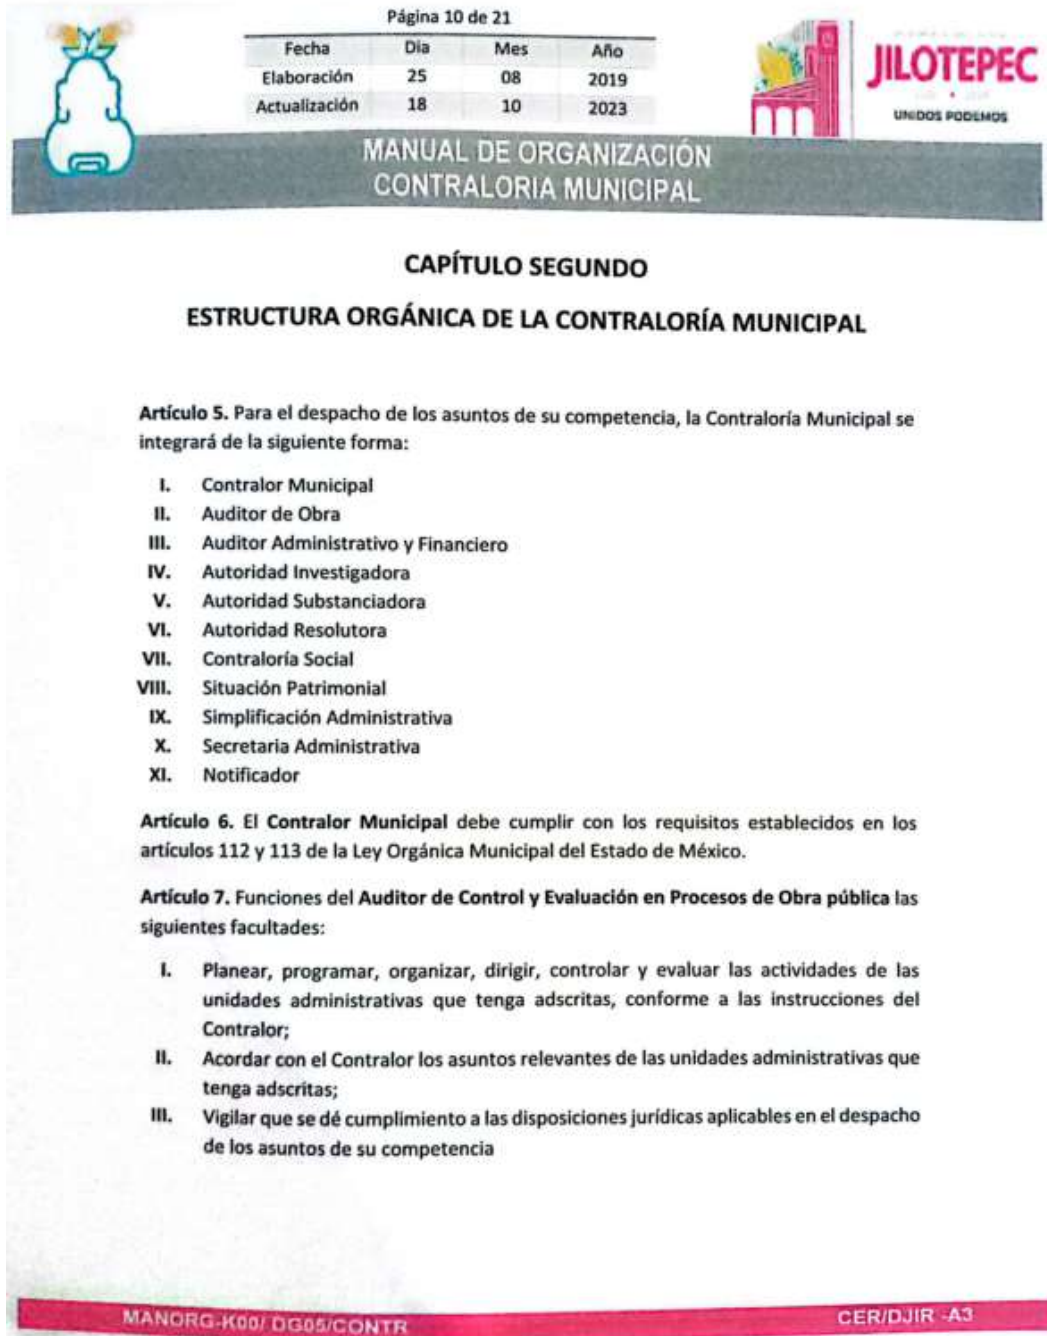 Página 10 de 21
Fecha Dia Mes Año
Elaboración 25 08 2019
Actualización 18 10 2023
JILOTEPEC
UNIDOS PODEMOS
MANUAL DE ORGANIZACIÓN
CONTRALORIA MUNICIPAL
CAPÍTULO SEGUNDO
ESTRUCTURA ORGÁNICA DE LA CONTRALORÍA MUNICIPAL
Artículo 5. Para el despacho de los asuntos de su competencia, la Contraloría Municipal se
integrará de la siguiente forma:
I. Contralor Municipal
II. Auditor de Obra
III. Auditor Administrativo y Financiero
IV. Autoridad Investigadora
V. Autoridad Substanciadora
VI. Autoridad Resolutora
VII. Contraloría Social
VIII. Situación Patrimonial
IX. Simplificación Administrativa
X. Secretaria Administrativa
XI. Notificador
Artículo 6. El Contralor Municipal debe cumplir con los requisitos establecidos en los
artículos 112 y 113 de la Ley Orgánica Municipal del Estado de México.
Artículo 7. Funciones del Auditor de Control y Evaluación en Procesos de Obra pública las
siguientes facultades:
I. Planear, programar, organizar, dirigir, controlar y evaluar las actividades de las
unidades administrativas que tenga adscritas, conforme a las instrucciones del
Contralor;
II. Acordar con el Contralor los asuntos relevantes de las unidades administrativas que
tenga adscritas;
III. Vigilar que se dé cumplimiento a las disposiciones jurídicas aplicables en el despacho
de los asuntos de su competencia
MANORG-K00/ DG05/CONTR CER/DJIR -A3